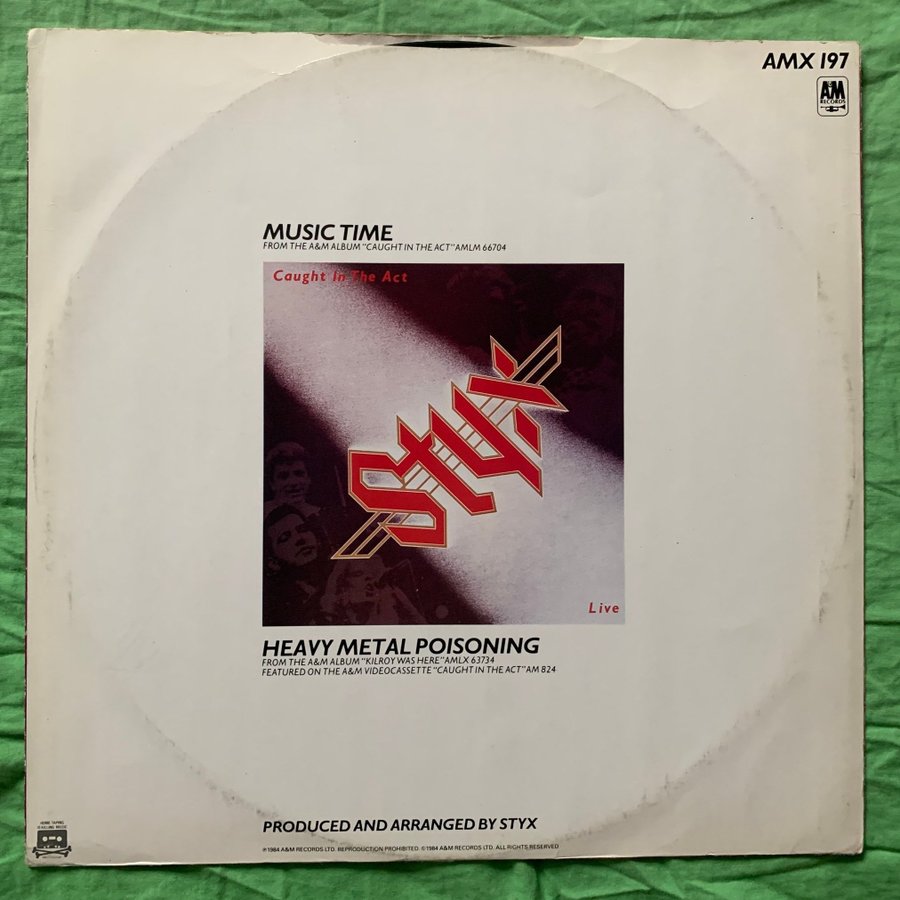 AMX 197
A&M
RECORDS
MUSIC TIME
FROM THE A&M ALBUM "CAUGHT IN THE ACT" AMLM 66704
Caught In The Act
Styx
Live
HEAVY METAL POISONING
FROM THE A&M ALBUM "KILROY WAS HERE" AMLX 63734
FEATURED ON THE A&M VIDEOCASSETTE "CAUGHT IN THE ACT" AM 824
HOME TAPING
IS KILLING MUSIC
PRODUCED AND ARRANGED BY STYX
℗1984 A&M RECORDS LTD. REPRODUCTION PROHIBITED. ©1984 A&M RECORDS LTD. ALL RIGHTS RESERVED